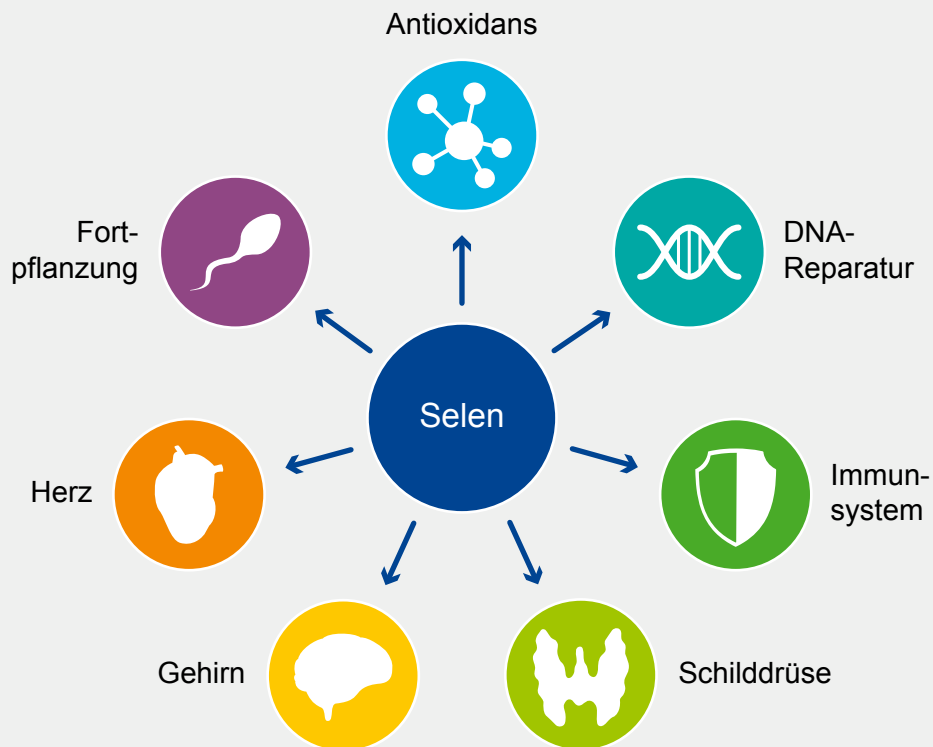 Antioxidans
Fort-
pflanzung
DNA-
Reparatur
Selen
Herz
Immun-
system
Gehirn
Schilddrüse